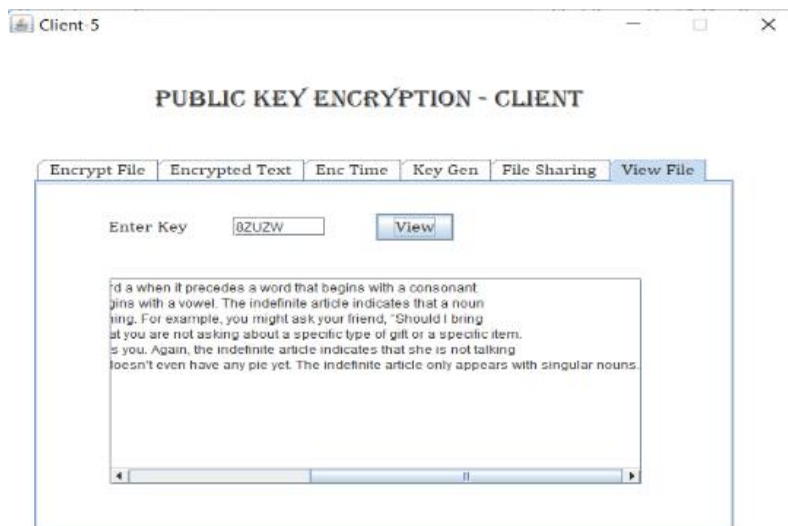 Client-5
PUBLIC KEY ENCRYPTION - CLIENT
Encrypt File Encrypted Text Enc Time Key Gen File Sharing View File
Enter Key 8ZUZW View
rd a when it precedes a word that begins with a consonant
gins with a vowel. The indefinite article indicates that a noun
ning. For example, you might ask your friend, "Should I bring
at you are not asking about a specific type of gift or a specific item.
s you. Again, the indefinite article indicates that she is not talking
doesn't even have any pie yet. The indefinite article only appears with singular nouns.